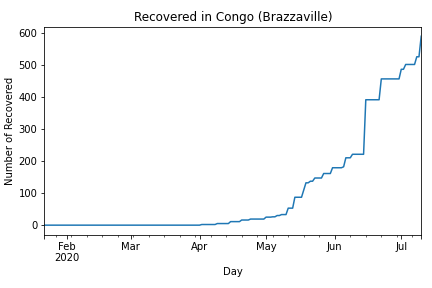 Recovered in Congo (Brazzaville)
Number of Recovered
600
500
400
300
200
100
0
Feb Mar Apr May Jun Jul
2020
Day